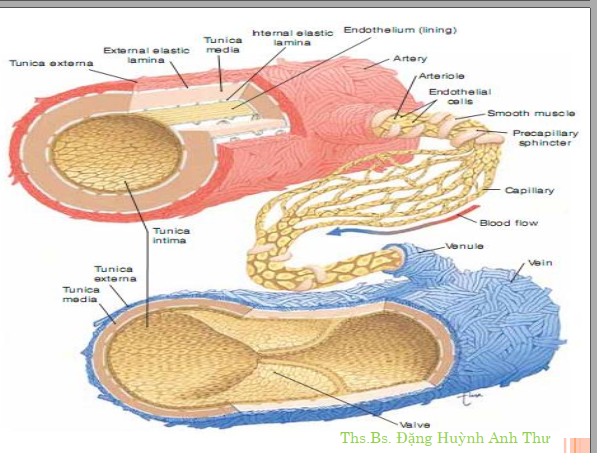 Internal elastic
lamina
Endothelium (lining)
Tunica
media
External elastic
lamina
Tunica externa
Artery
Arteriole
Endothelial
cells
Smooth muscle
Precapillary
sphincter
Capillary
Blood flow
Tunica
intima
Venule
Vein
Tunica
externa
Tunica
media
Valve
Ths.Bs. Đặng Huỳnh Anh Thư